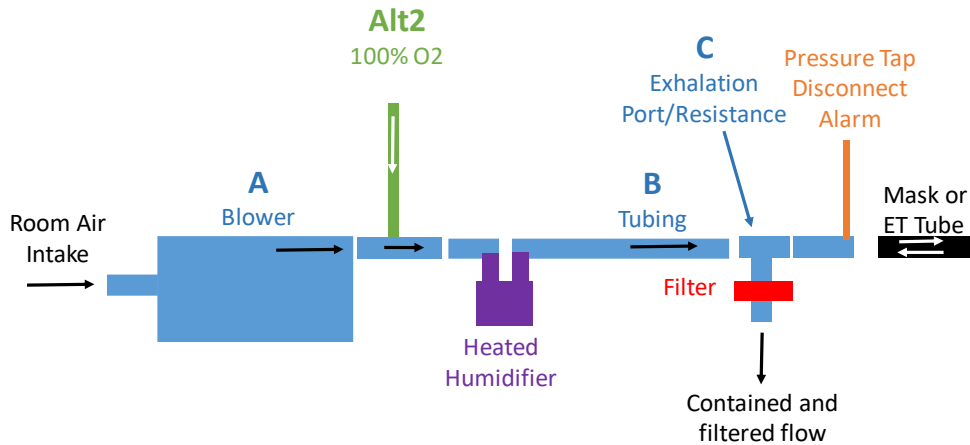 Alt2
100% O2
C
Exhalation
Port/Resistance
Pressure Tap
Disconnect
Alarm
A
Blower
B
Tubing
Room Air
Intake
Mask or
ET Tube
Filter
Heated
Humidifier
Contained and
filtered flow